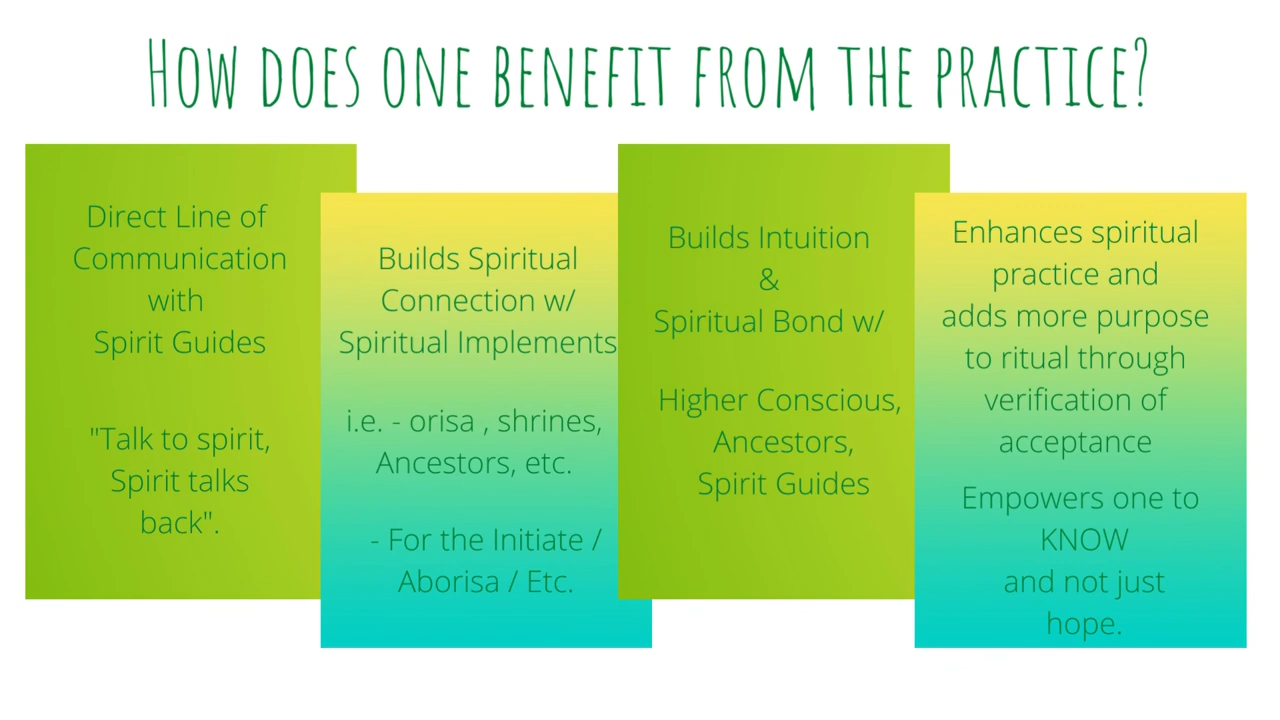 How does one benefit from the practice?
Direct Line of
Communication
with
Spirit Guides
"Talk to spirit,
Spirit talks
back".
Builds Spiritual
Connection w/
Spiritual Implements
i.e. - orisa , shrines,
Ancestors, etc.
- For the Initiate /
Aborisa / Etc.
Builds Intuition
&
Spiritual Bond w/
Higher Conscious,
Ancestors,
Spirit Guides
Enhances spiritual
practice and
adds more purpose
to ritual through
verification of
acceptance
Empowers one to
KNOW
and not just
hope.